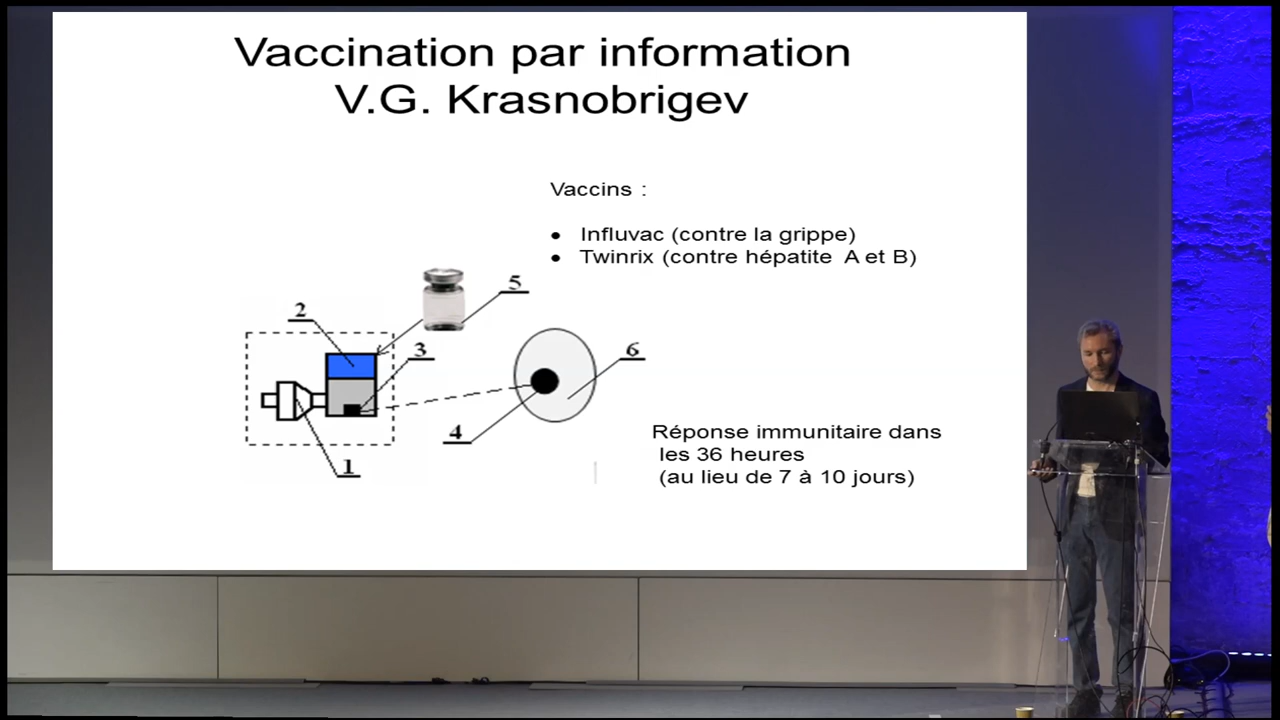 Vaccination par information
V.G. Krasnobrigev
Vaccins :
• Influvac (contre la grippe)
• Twinrix (contre hépatite A et B)
5
2
3
6
4
1
Réponse immunitaire dans
les 36 heures
(au lieu de 7 à 10 jours)